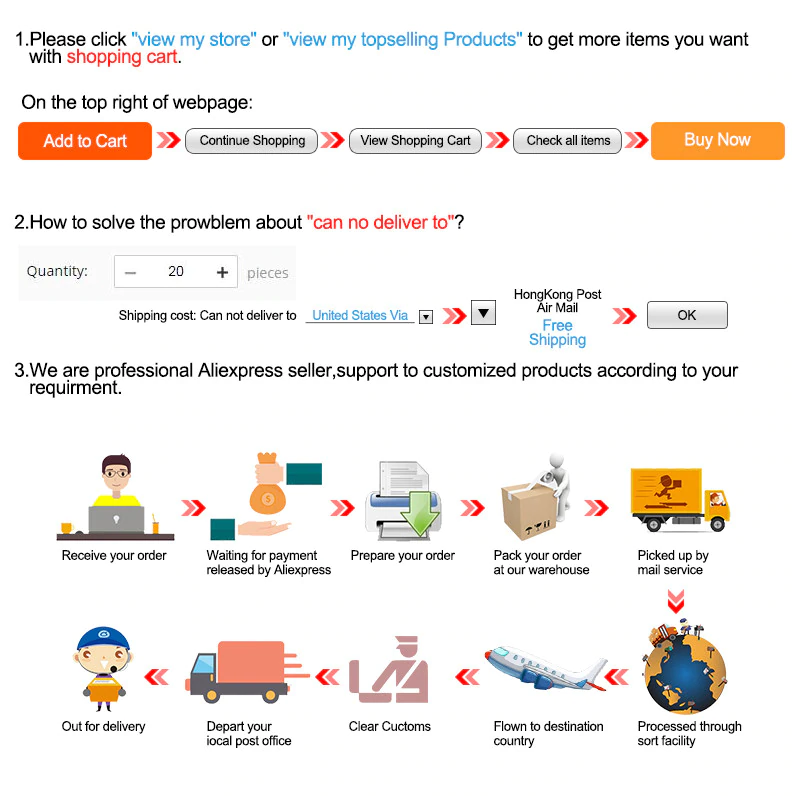 1.Please click "view my store" or "view my topselling Products" to get more items you want
with shopping cart.
On the top right of webpage:
Add to Cart
Continue Shopping
View Shopping Cart
Check all items
Buy Now
2.How to solve the prowblem about "can no deliver to"?
Quantity:
− 20 +
pieces
Shipping cost: Can not deliver to
United States Via
HongKong Post
Air Mail
Free
Shipping
OK
3.We are professional Aliexpress seller,support to customized products according to your
requirment.
Receive your order
Waiting for payment
released by Aliexpress
Prepare your order
Pack your order
at our warehouse
Picked up by
mail service
Out for delivery
Depart your
iocal post office
Clear Cuctoms
Flown to destination
country
Processed through
sort facility